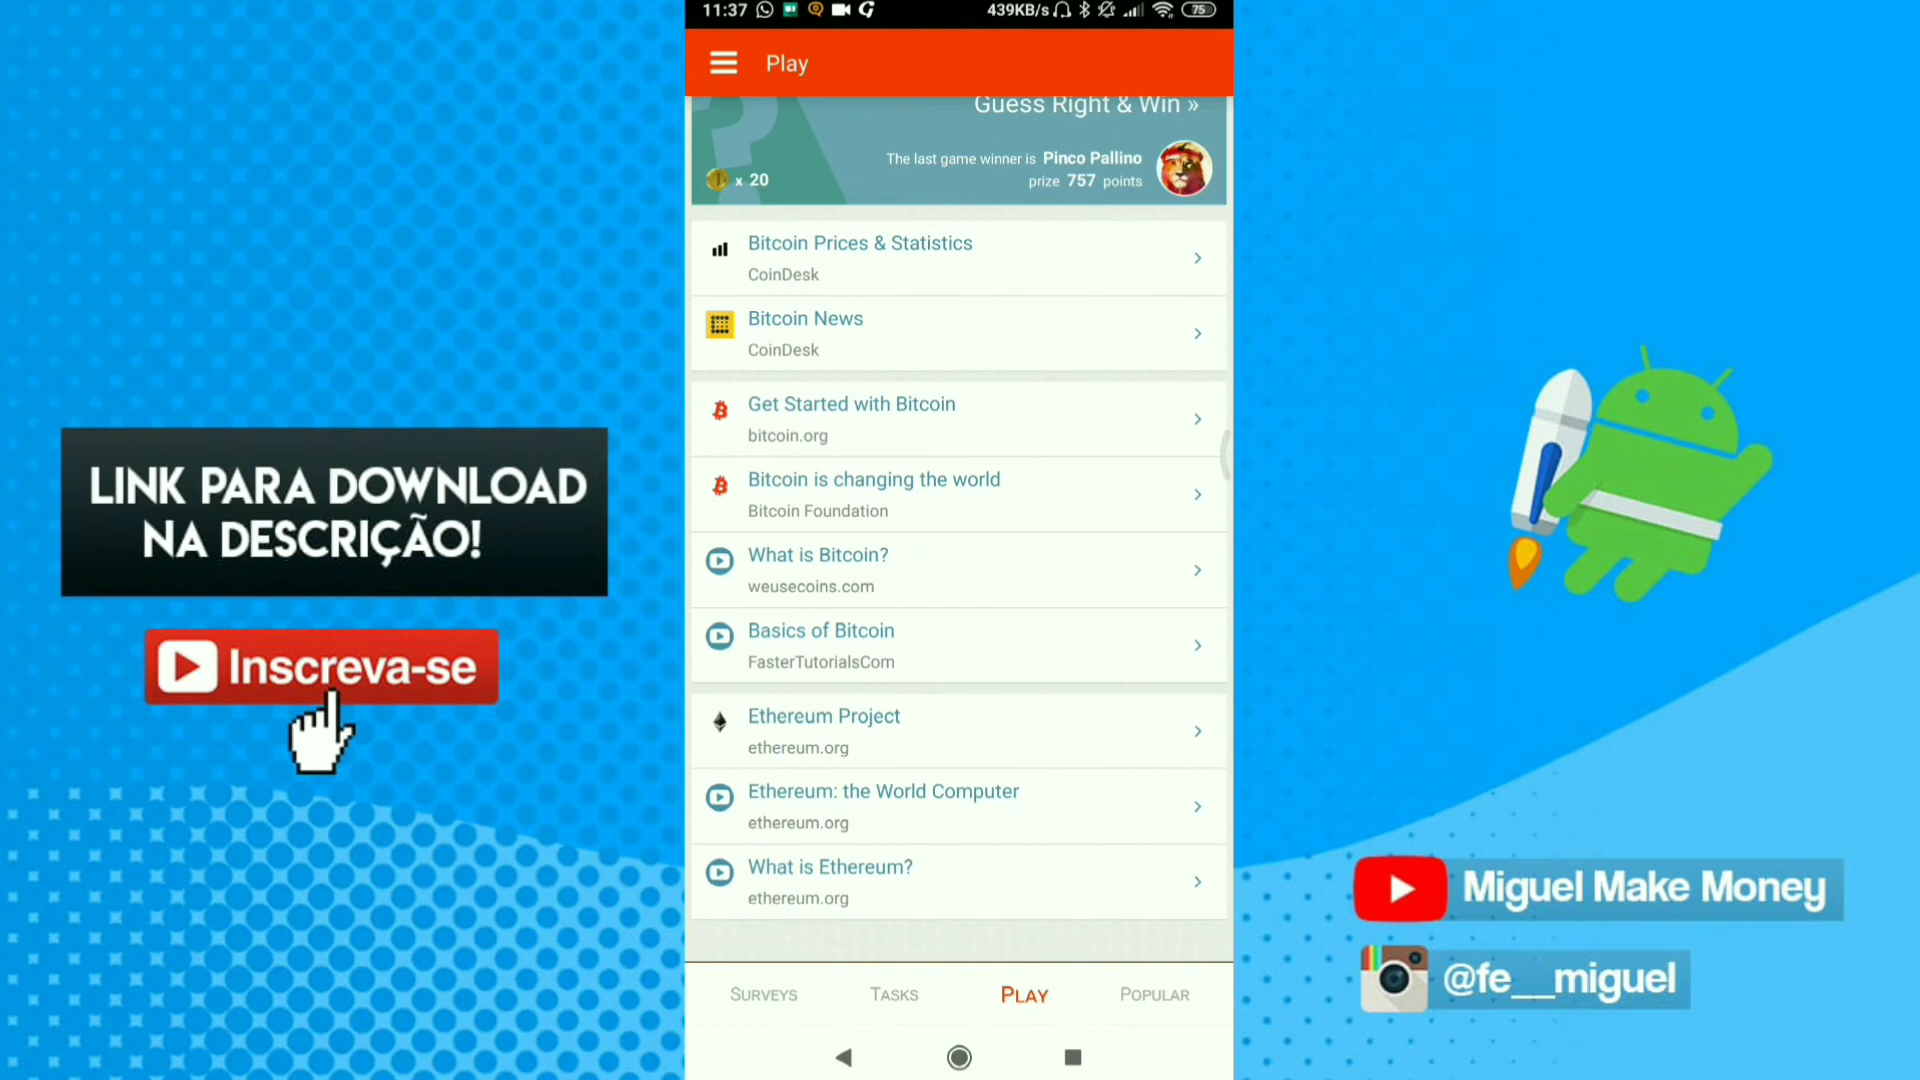 11:37
439KB/s
75
Play
Guess Right & Win »
The last game winner is Pinco Pallino
prize 757 points
x 20
Bitcoin Prices & Statistics
CoinDesk
Bitcoin News
CoinDesk
Get Started with Bitcoin
bitcoin.org
Bitcoin is changing the world
Bitcoin Foundation
What is Bitcoin?
weusecoins.com
Basics of Bitcoin
FasterTutorialsCom
Ethereum Project
ethereum.org
Ethereum: the World Computer
ethereum.org
What is Ethereum?
ethereum.org
SURVEYS TASKS PLAY POPULAR
LINK PARA DOWNLOAD
NA DESCRIÇÃO!
Inscreva-se
Miguel Make Money
@fe__miguel